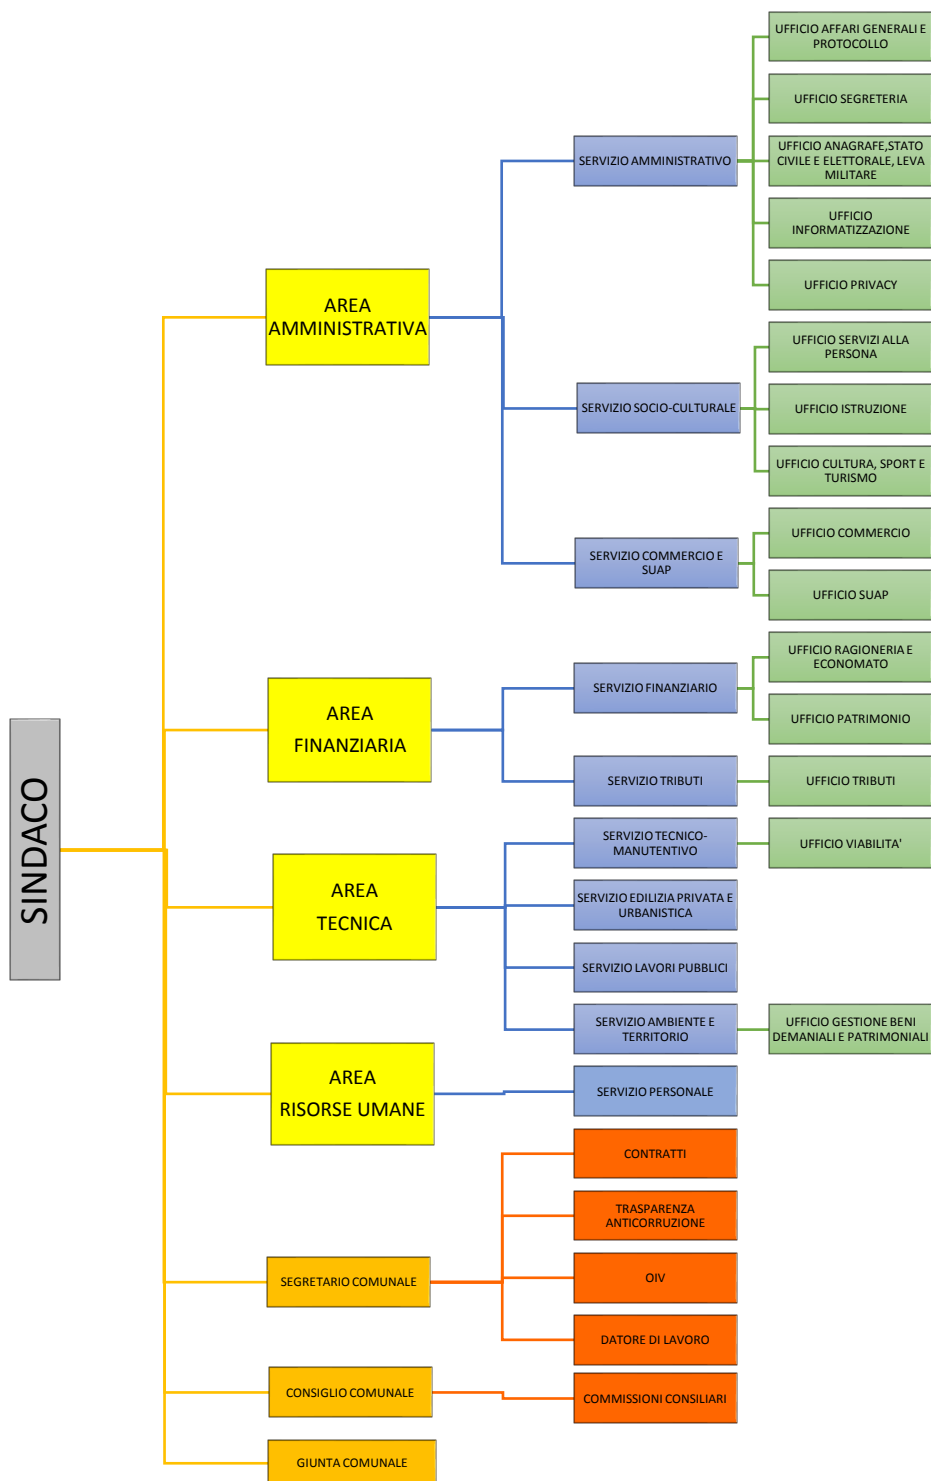 SINDACO
AREA
AMMINISTRATIVA
SERVIZIO AMMINISTRATIVO
UFFICIO AFFARI GENERALI E
PROTOCOLLO
UFFICIO SEGRETERIA
UFFICIO ANAGRAFE,STATO
CIVILE E ELETTORALE, LEVA
MILITARE
UFFICIO
INFORMATIZZAZIONE
UFFICIO PRIVACY
SERVIZIO SOCIO-CULTURALE
UFFICIO SERVIZI ALLA
PERSONA
UFFICIO ISTRUZIONE
UFFICIO CULTURA, SPORT E
TURISMO
SERVIZIO COMMERCIO E
SUAP
UFFICIO COMMERCIO
UFFICIO SUAP
AREA
FINANZIARIA
SERVIZIO FINANZIARIO
UFFICIO RAGIONERIA E
ECONOMATO
UFFICIO PATRIMONIO
SERVIZIO TRIBUTI
UFFICIO TRIBUTI
AREA
TECNICA
SERVIZIO TECNICO-
MANUTENTIVO
UFFICIO VIABILITA'
SERVIZIO EDILIZIA PRIVATA E
URBANISTICA
SERVIZIO LAVORI PUBBLICI
SERVIZIO AMBIENTE E
TERRITORIO
UFFICIO GESTIONE BENI
DEMANIALI E PATRIMONIALI
AREA
RISORSE UMANE
SERVIZIO PERSONALE
SEGRETARIO COMUNALE
CONTRATTI
TRASPARENZA
ANTICORRUZIONE
OIV
DATORE DI LAVORO
CONSIGLIO COMUNALE
COMMISSIONI CONSILIARI
GIUNTA COMUNALE